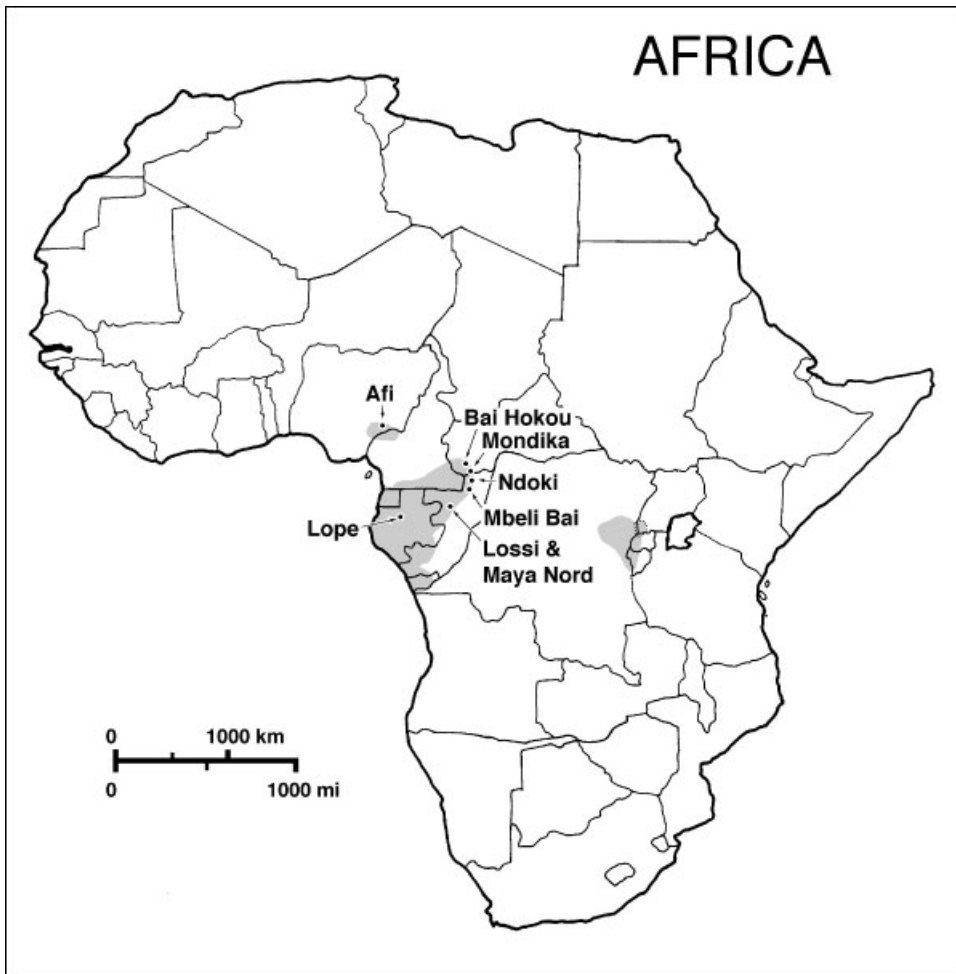 AFRICA
Afi
Bai Hokou
Mondika
Ndoki
Mbeli Bai
Lope
Lossi &
Maya Nord
0 1000 km
0 1000 mi